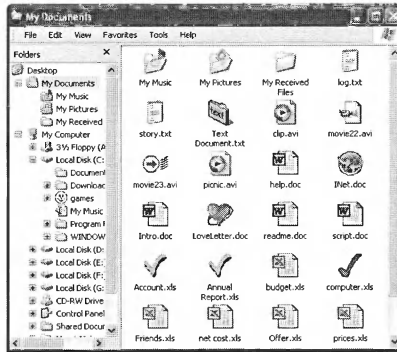 My Documents
File Edit View Favorites Tools Help
Folders
Desktop
My Documents
My Music
My Pictures
My Received
My Computer
3½ Floppy (A
Local Disk (C:
Document
Downloac
games
My Music
Program F
WINDOW
Local Disk (D:
Local Disk (E:
Local Disk (F:
Local Disk (G:
CD-RW Drive
Control Panel
Shared Docur
My Music My Pictures My Received Files log.txt
story.txt Text Document.txt clip.avi movie22.avi
movie23.avi picnic.avi help.doc INet.doc
Intro.doc LoveLetter.doc readme.doc script.doc
Account.xls Annual Report.xls budget.xls computer.xls
Friends.xls net cost.xls Offer.xls prices.xls